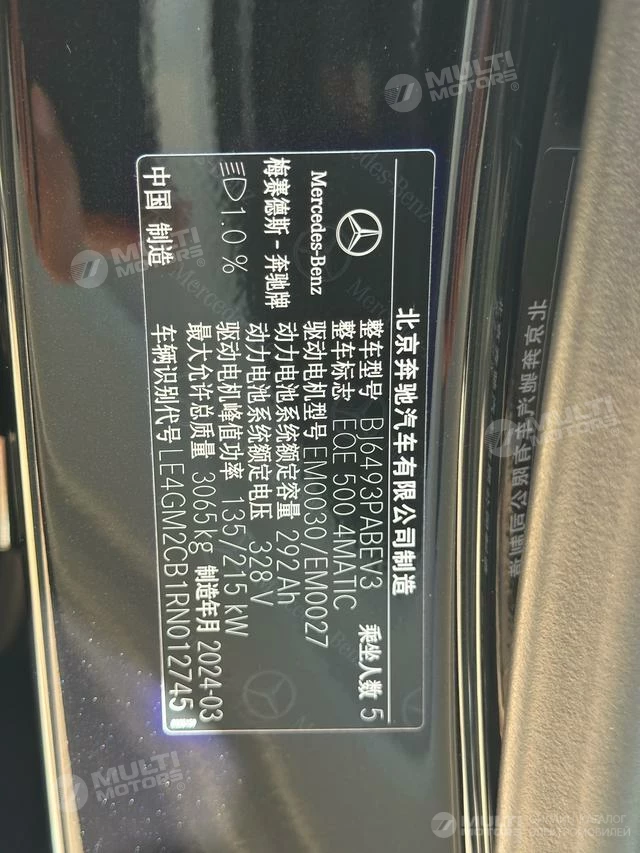 北京奔驰汽车有限公司制造
整车型号 BJ6493PABEV3 乘坐人数 5
整车标志 EQE 500 4MATIC
驱动电机型号 EM0030/EM0027
动力电池系统额定容量 292Ah
动力电池系统额定电压 328 V
驱动电机峰值功率 135/215 kW
最大允许总质量 3065kg 制造年月 2024-03
车辆识别代号 LE4GM2CB1RN012745
Mercedes-Benz
梅赛德斯-奔驰牌
1.0 %
中国 制造
Mercedes-Benz
MULTI
MOTORS®
MULTI
MOTORS®
MULTI
MOTORS®
MULTI
MOTORS®
MULTI
MOTORS